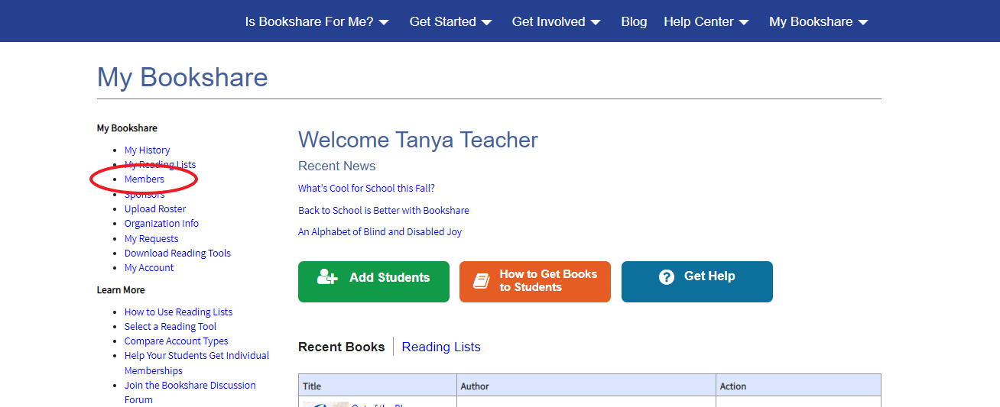 Is Bookshare For Me? Get Started Get Involved Blog Help Center My Bookshare
My Bookshare
My Bookshare
My History
My Reading Lists
Members
Sponsors
Upload Roster
Organization Info
My Requests
Download Reading Tools
My Account
Learn More
How to Use Reading Lists
Select a Reading Tool
Compare Account Types
Help Your Students Get Individual
Memberships
Join the Bookshare Discussion
Forum
Welcome Tanya Teacher
Recent News
What's Cool for School this Fall?
Back to School is Better with Bookshare
An Alphabet of Blind and Disabled Joy
Add Students
How to Get Books
to Students
Get Help
Recent Books Reading Lists
Title Author Action